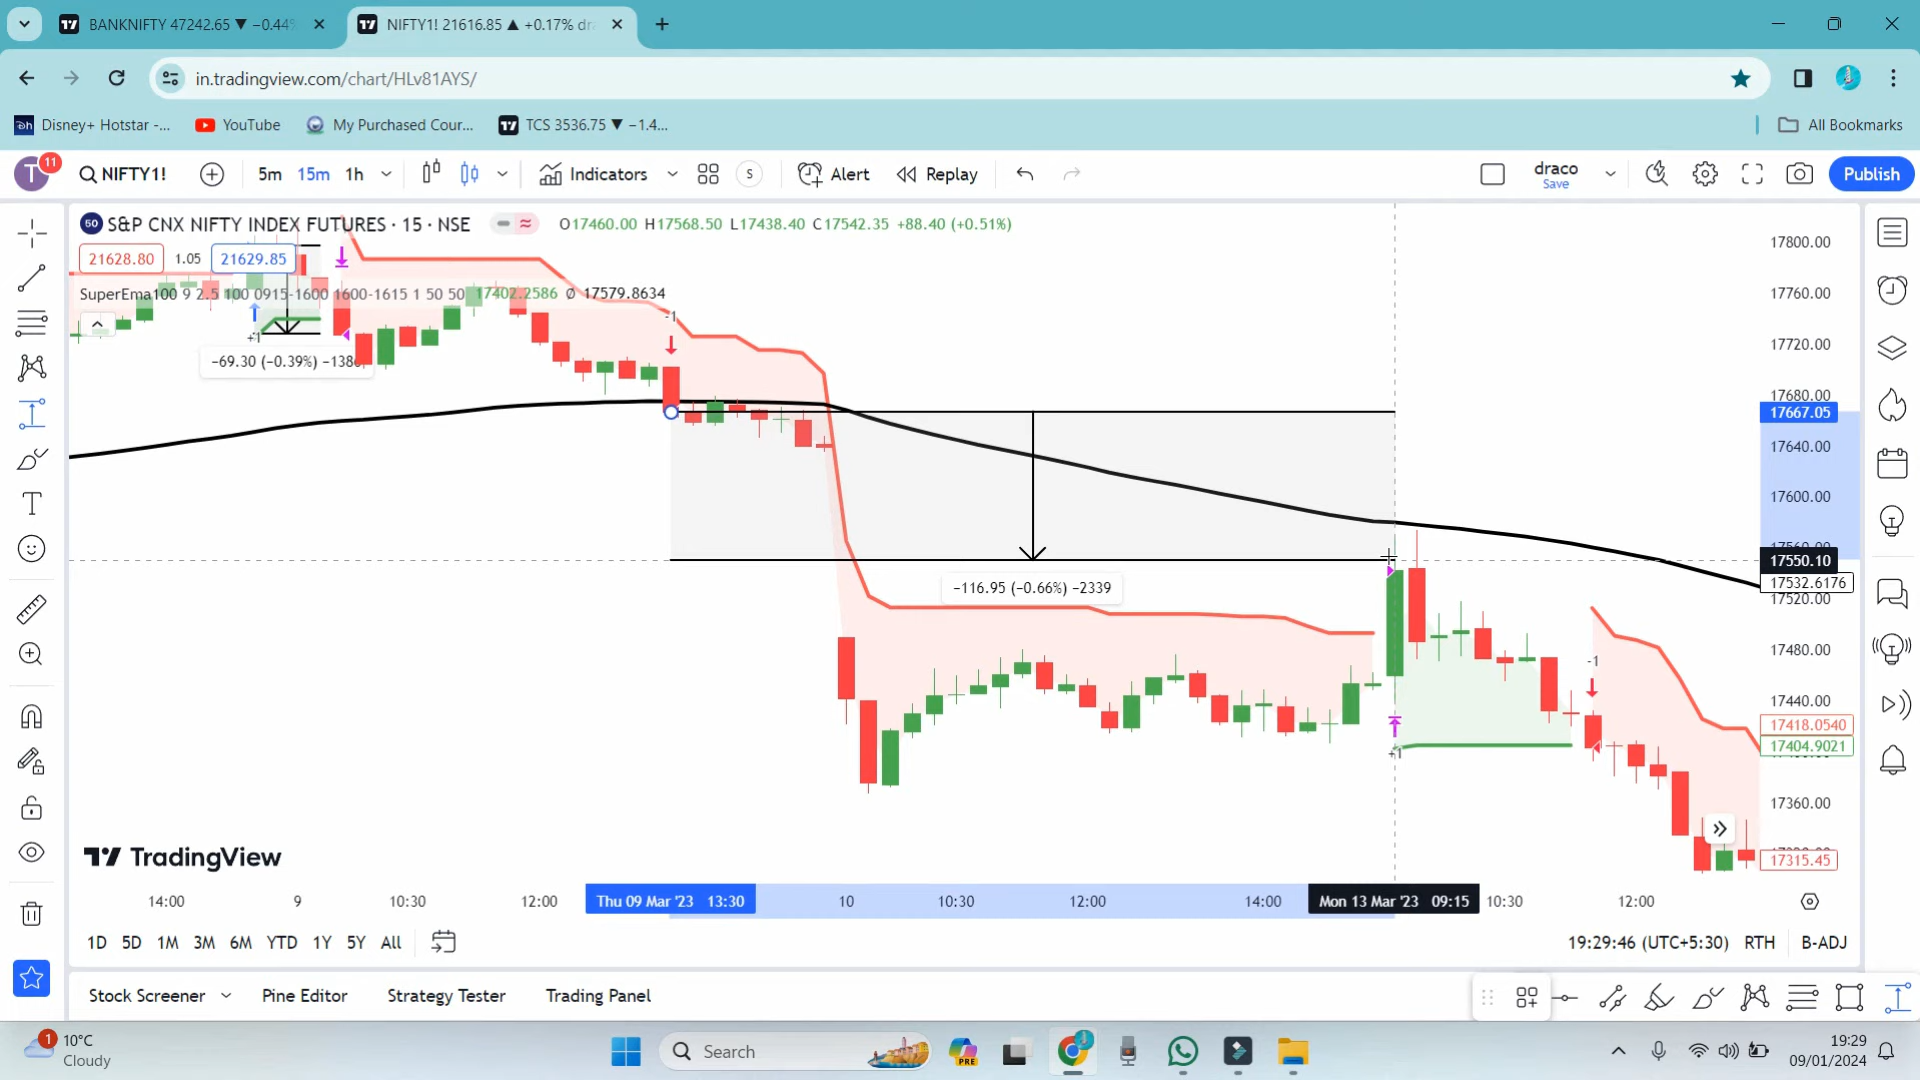 BANKNIFTY 47242.65 ▼ −0.44%
NIFTY1! 21616.85 ▲ +0.17% dra
in.tradingview.com/chart/HLv81AYS/
Disney+ Hotstar -...
YouTube
My Purchased Cour...
TCS 3536.75 ▼ −1.4...
All Bookmarks
T 11
NIFTY1!
5m 15m 1h
Indicators
S
Alert
Replay
draco
Save
Publish
50 S&P CNX NIFTY INDEX FUTURES · 15 · NSE
O17460.00 H17568.50 L17438.40 C17542.35 +88.40 (+0.51%)
21628.80 1.05 21629.85
SuperEma100 9 2.5 100 0915-1600 1600-1615 1 50 50 17402.2586 Ø 17579.8634
−69.30 (−0.39%) −1386
+1
-1
−116.95 (−0.66%) −2339
+1
-1
17800.00
17760.00
17720.00
17680.00
17667.05
17640.00
17600.00
17550.10
17532.6176
17520.00
17480.00
17440.00
17418.0540
17404.9021
17360.00
17315.45
TradingView
14:00 9 10:30 12:00 Thu 09 Mar '23 13:30 10 10:30 12:00 14:00 Mon 13 Mar '23 09:15 10:30 12:00
1D 5D 1M 3M 6M YTD 1Y 5Y All
19:29:46 (UTC+5:30) RTH B-ADJ
Stock Screener
Pine Editor
Strategy Tester
Trading Panel
1
10°C
Cloudy
Search
PRE
19:29
09/01/2024